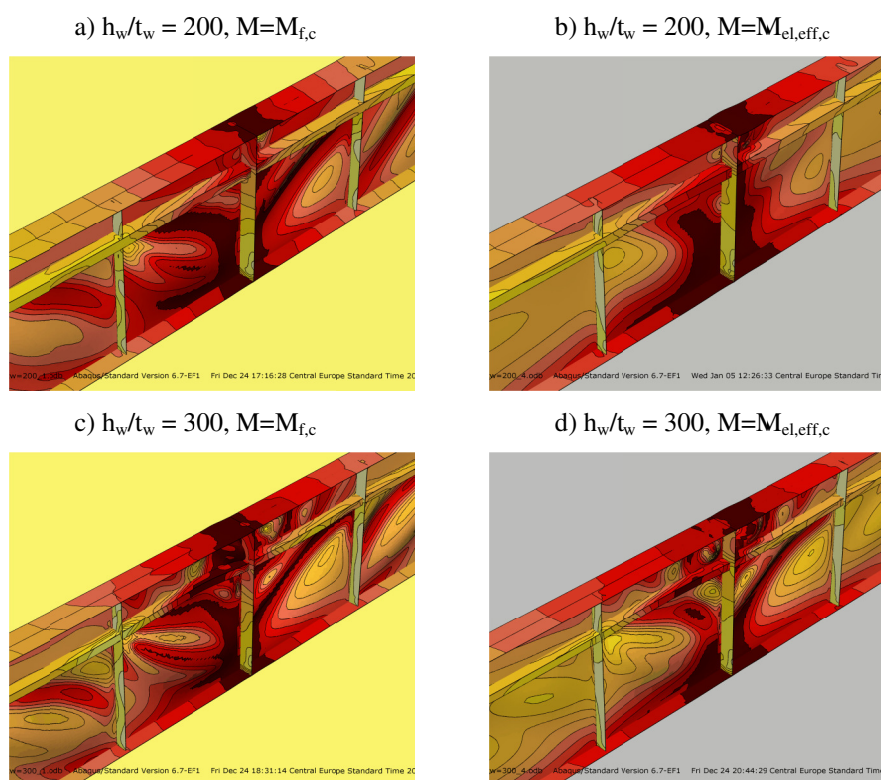 a) h_w/t_w = 200, M=M_f,c
b) h_w/t_w = 200, M=M_el,eff,c
w=200_1.odb Abaqus/Standard Version 6.7-EF1 Fri Dec 24 17:16:28 Central Europe Standard Time 20
w=200_4.odb Abaqus/Standard Version 6.7-EF1 Wed Jan 05 12:26:33 Central Europe Standard Tim
c) h_w/t_w = 300, M=M_f,c
d) h_w/t_w = 300, M=M_el,eff,c
w=300_1.odb Abaqus/Standard Version 6.7-EF1 Fri Dec 24 18:31:14 Central Europe Standard Time 20
w=300_4.odb Abaqus/Standard Version 6.7-EF1 Fri Dec 24 20:44:29 Central Europe Standard Tim